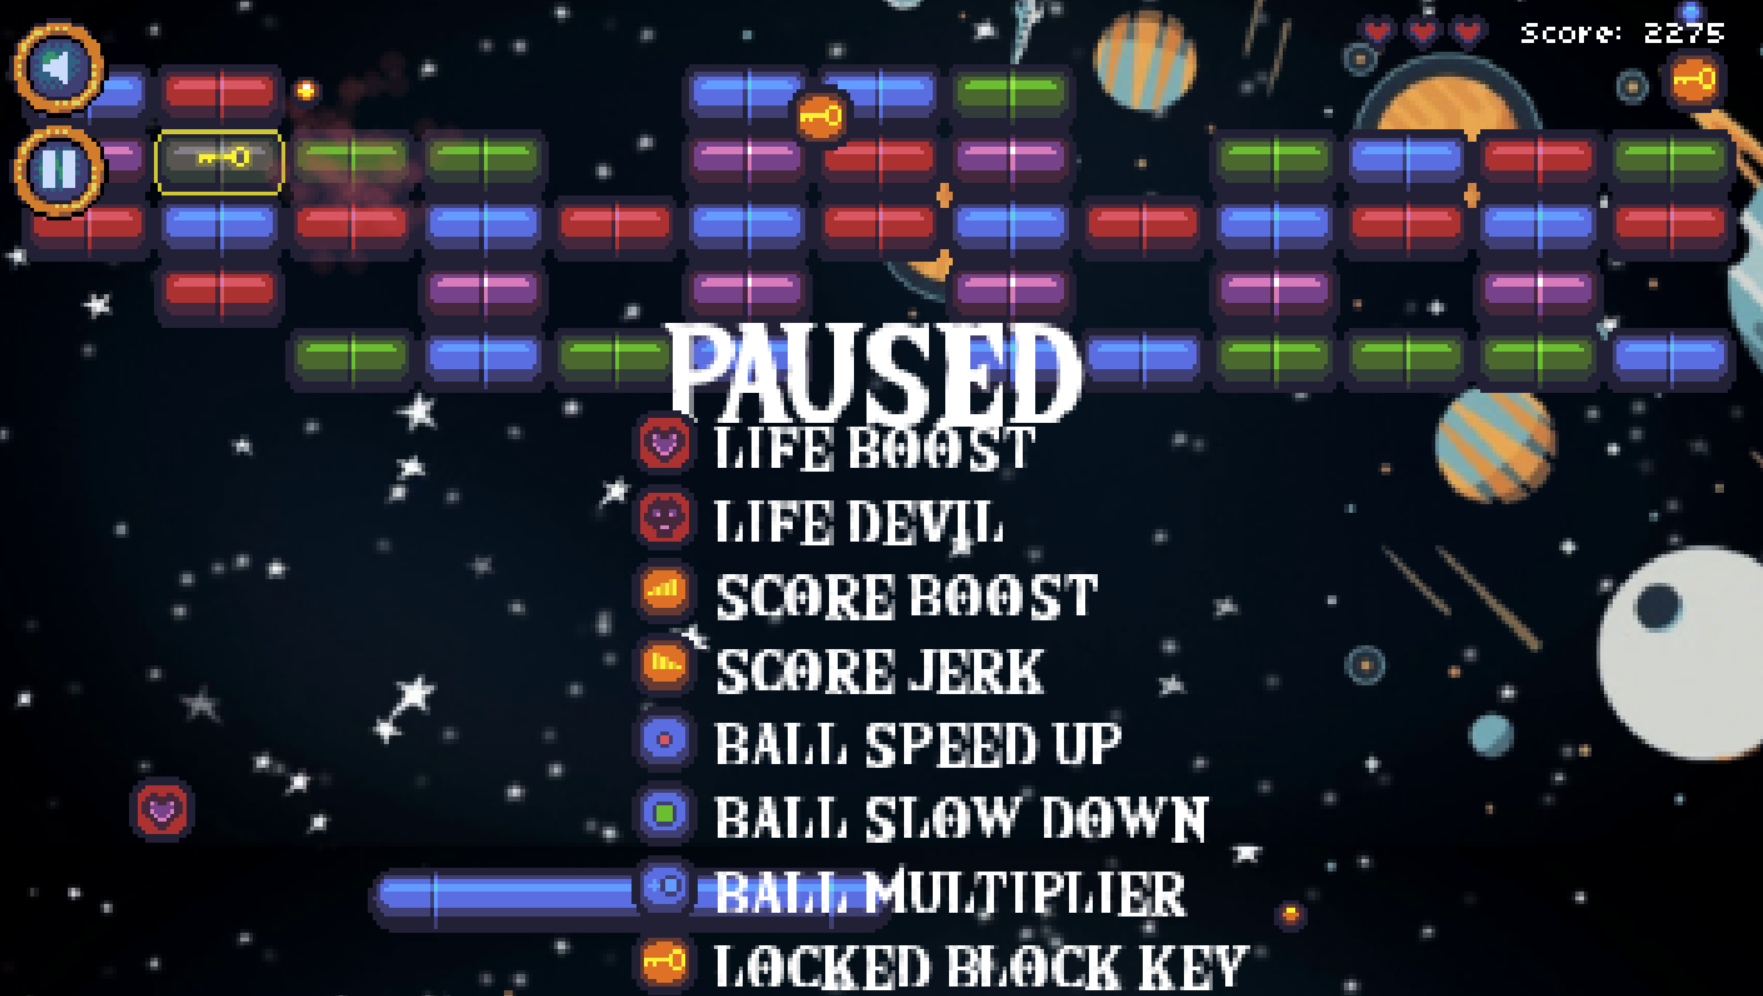 Score: 2275
PAUSED
LIFE BOOST
LIFE DEVIL
SCORE BOOST
SCORE JERK
BALL SPEED UP
BALL SLOW DOWN
BALL MULTIPLIER
LOCKED BLOCK KEY